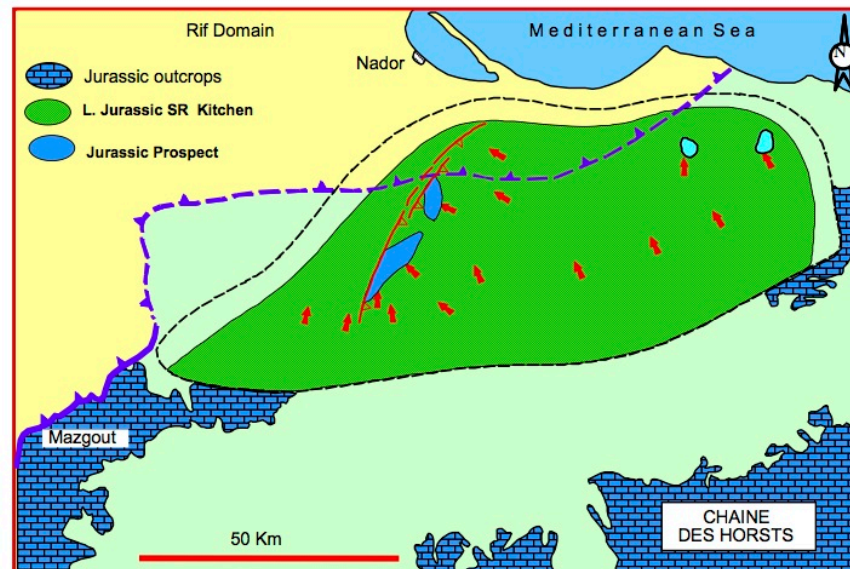 Rif Domain
Mediterranean Sea
Nador
N
Jurassic outcrops
L. Jurassic SR Kitchen
Jurassic Prospect
Mazgout
50 Km
CHAINE
DES HORSTS